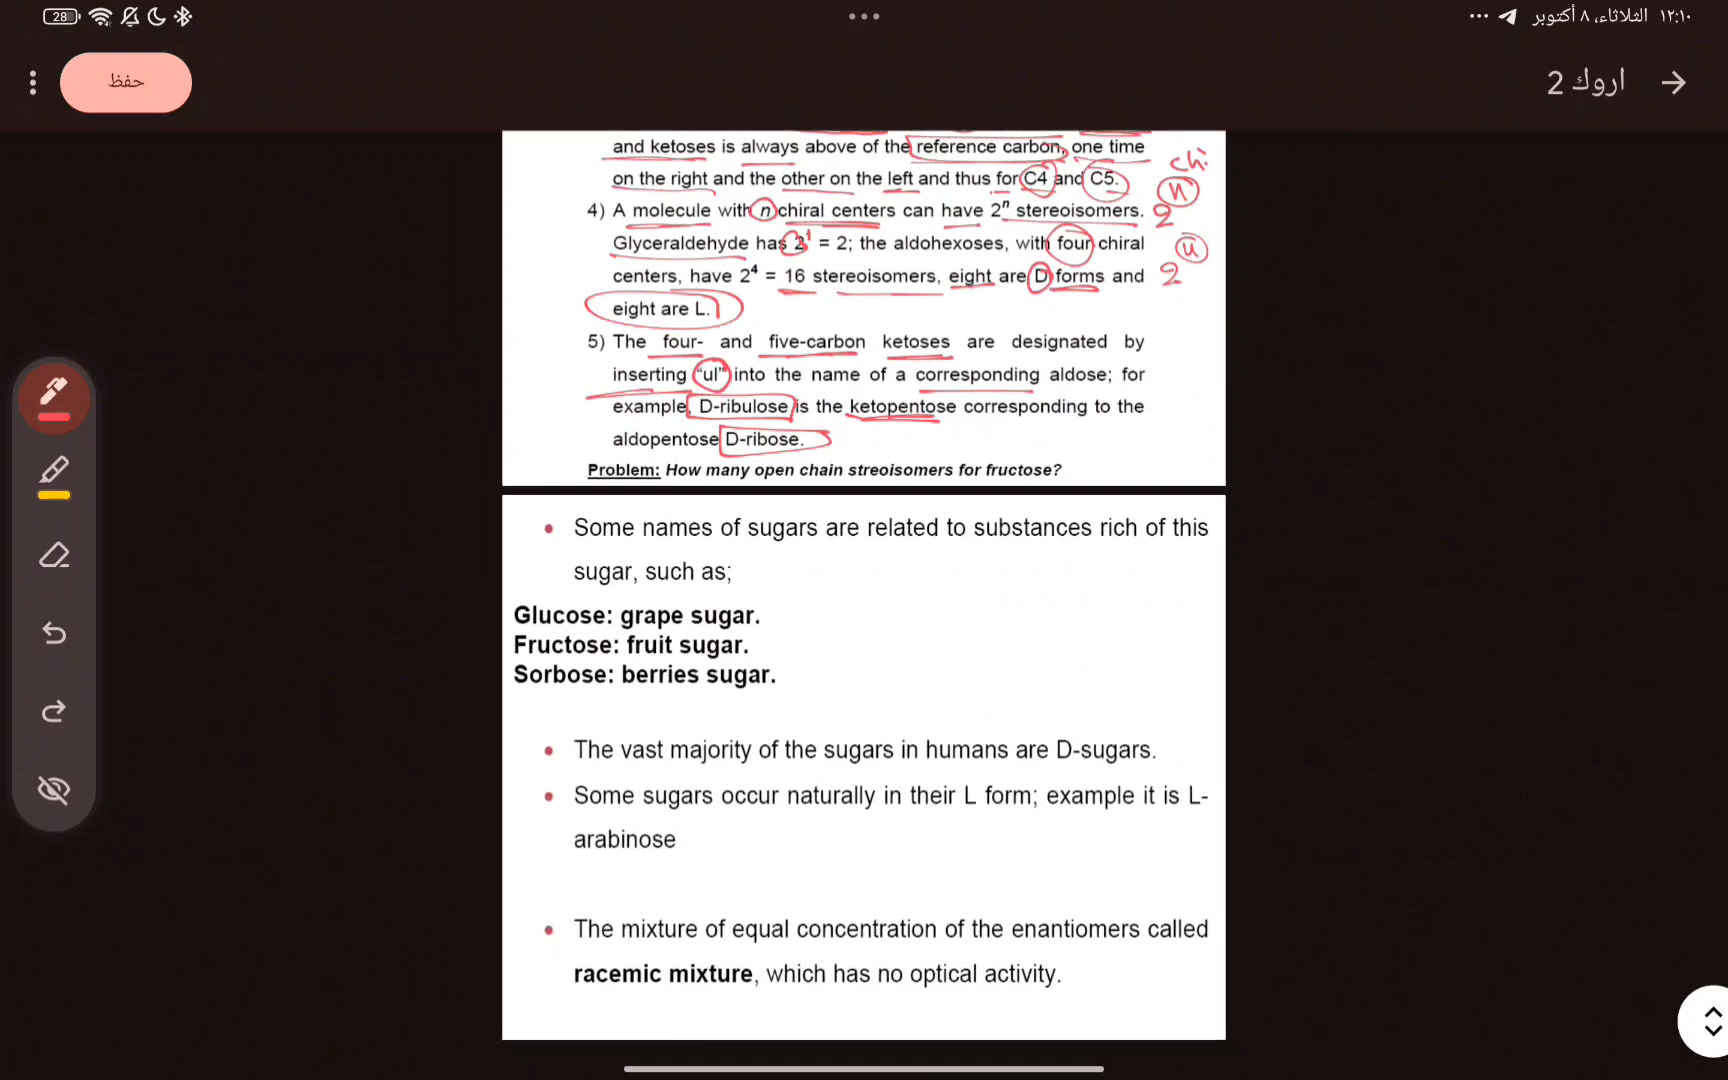 28
١٢:١٠ الثلاثاء، ٨ أكتوبر
حفظ
اروك 2
and ketoses is always above of the reference carbon, one time
on the right and the other on the left and thus for C4 and C5.
4) A molecule with n chiral centers can have 2ⁿ stereoisomers.
Glyceraldehyde has 2¹ = 2; the aldohexoses, with four chiral
centers, have 2⁴ = 16 stereoisomers, eight are D forms and
eight are L.
5) The four- and five-carbon ketoses are designated by
inserting "ul" into the name of a corresponding aldose; for
example, D-ribulose is the ketopentose corresponding to the
aldopentose D-ribose.
Problem: How many open chain streoisomers for fructose?
chi
2ⁿ
2
• Some names of sugars are related to substances rich of this
sugar, such as;
Glucose: grape sugar.
Fructose: fruit sugar.
Sorbose: berries sugar.
• The vast majority of the sugars in humans are D-sugars.
• Some sugars occur naturally in their L form; example it is L-
arabinose
• The mixture of equal concentration of the enantiomers called
racemic mixture, which has no optical activity.